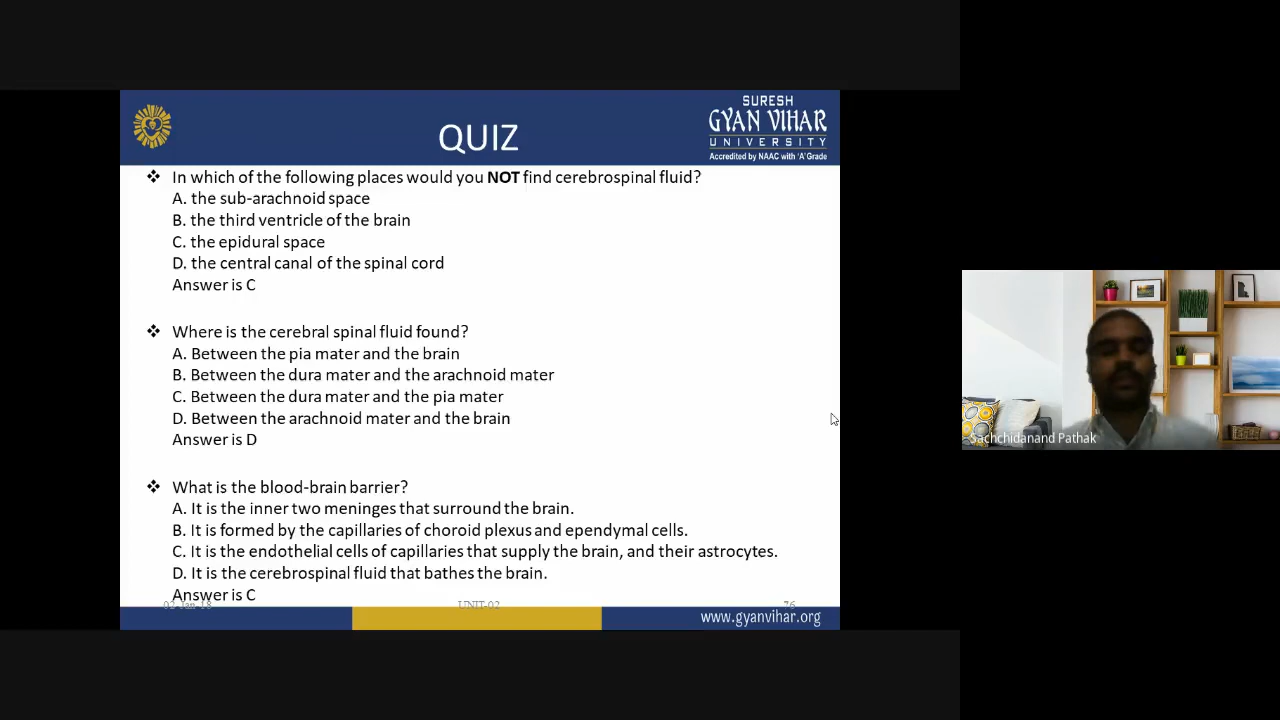 SURESH
GYAN VIHAR
UNIVERSITY
Accredited by NAAC with 'A' Grade
QUIZ
❖ In which of the following places would you NOT find cerebrospinal fluid?
A. the sub-arachnoid space
B. the third ventricle of the brain
C. the epidural space
D. the central canal of the spinal cord
Answer is C
❖ Where is the cerebral spinal fluid found?
A. Between the pia mater and the brain
B. Between the dura mater and the arachnoid mater
C. Between the dura mater and the pia mater
D. Between the arachnoid mater and the brain
Answer is D
❖ What is the blood-brain barrier?
A. It is the inner two meninges that surround the brain.
B. It is formed by the capillaries of choroid plexus and ependymal cells.
C. It is the endothelial cells of capillaries that supply the brain, and their astrocytes.
D. It is the cerebrospinal fluid that bathes the brain.
Answer is C
02-Jan-18 UNIT-02 76
www.gyanvihar.org
Sachchidanand Pathak